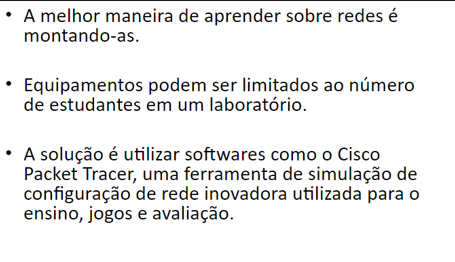 • A melhor maneira de aprender sobre redes é
montando-as.
• Equipamentos podem ser limitados ao número
de estudantes em um laboratório.
• A solução é utilizar softwares como o Cisco
Packet Tracer, uma ferramenta de simulação de
configuração de rede inovadora utilizada para o
ensino, jogos e avaliação.